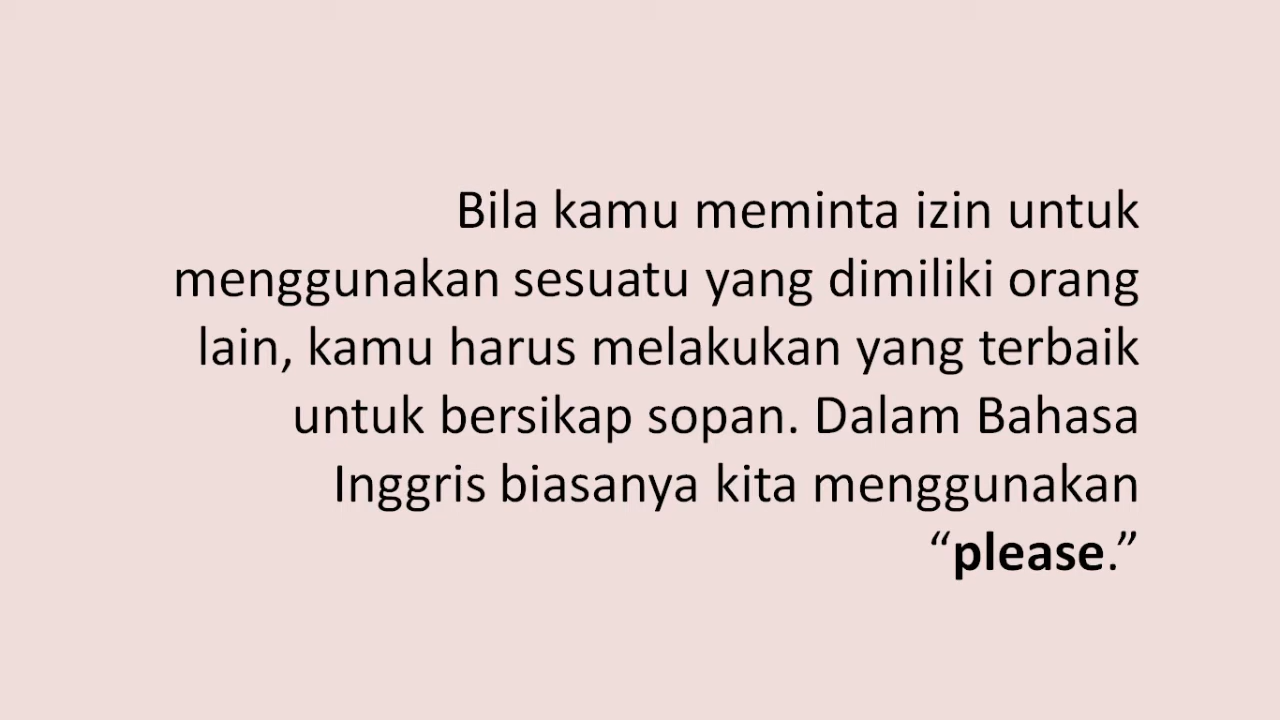 Bila kamu meminta izin untuk
menggunakan sesuatu yang dimiliki orang
lain, kamu harus melakukan yang terbaik
untuk bersikap sopan. Dalam Bahasa
Inggris biasanya kita menggunakan
“please.”